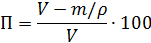 П = (V − m/ρ)/V · 100